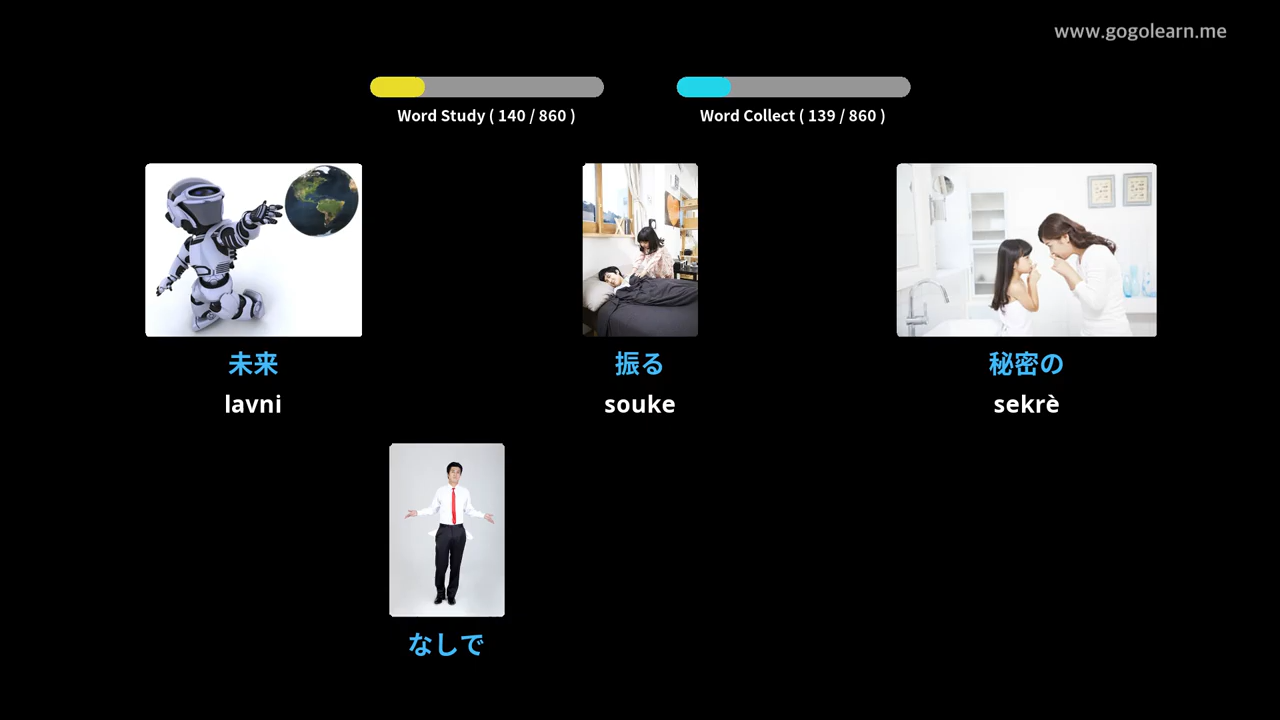 www.gogolearn.me
Word Study ( 140 / 860 )
Word Collect ( 139 / 860 )
未来
lavni
振る
souke
秘密の
sekrè
なしで